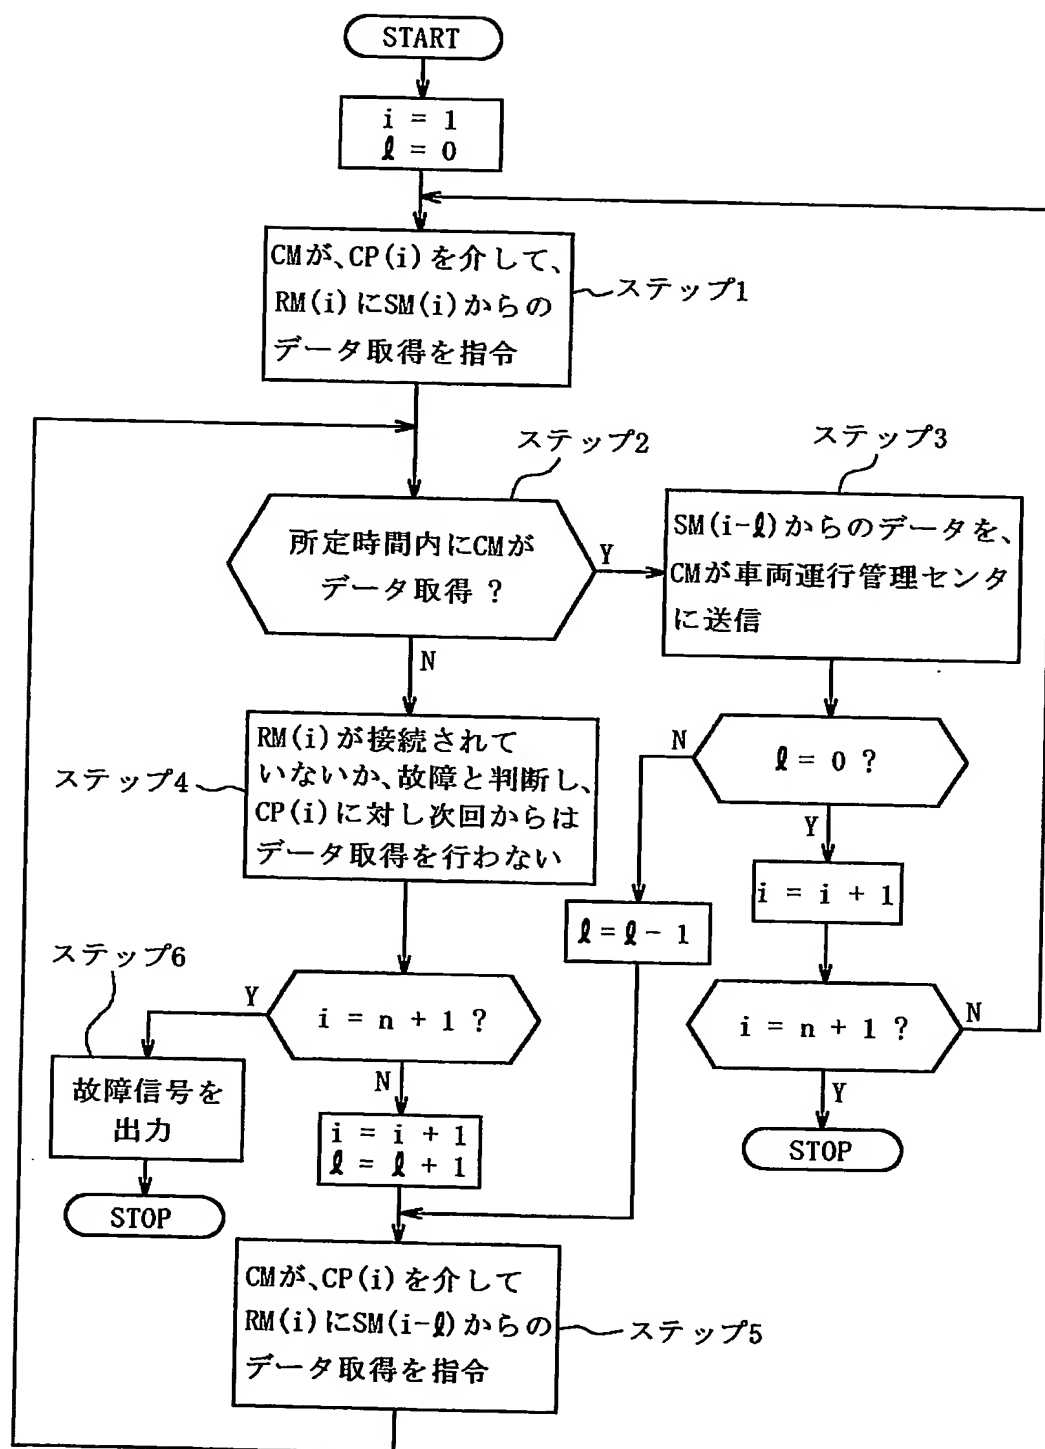 START
i = 1
ℓ = 0
CMが、CP(i)を介して、
RM(i)にSM(i)からの
データ取得を指令
ステップ1
ステップ2
所定時間内にCMが
データ取得 ?
Y
N
ステップ3
SM(i-ℓ)からのデータを、
CMが車両運行管理センタ
に送信
ステップ4
RM(i)が接続されて
いないか、故障と判断し、
CP(i)に対し次回からは
データ取得を行わない
ℓ = 0 ?
N
Y
i = i + 1
ℓ = ℓ - 1
i = n + 1 ?
N
Y
STOP
ステップ6
i = n + 1 ?
Y
N
故障信号を
出力
STOP
i = i + 1
ℓ = ℓ + 1
CMが、CP(i)を介して
RM(i)にSM(i-ℓ)からの
データ取得を指令
ステップ5